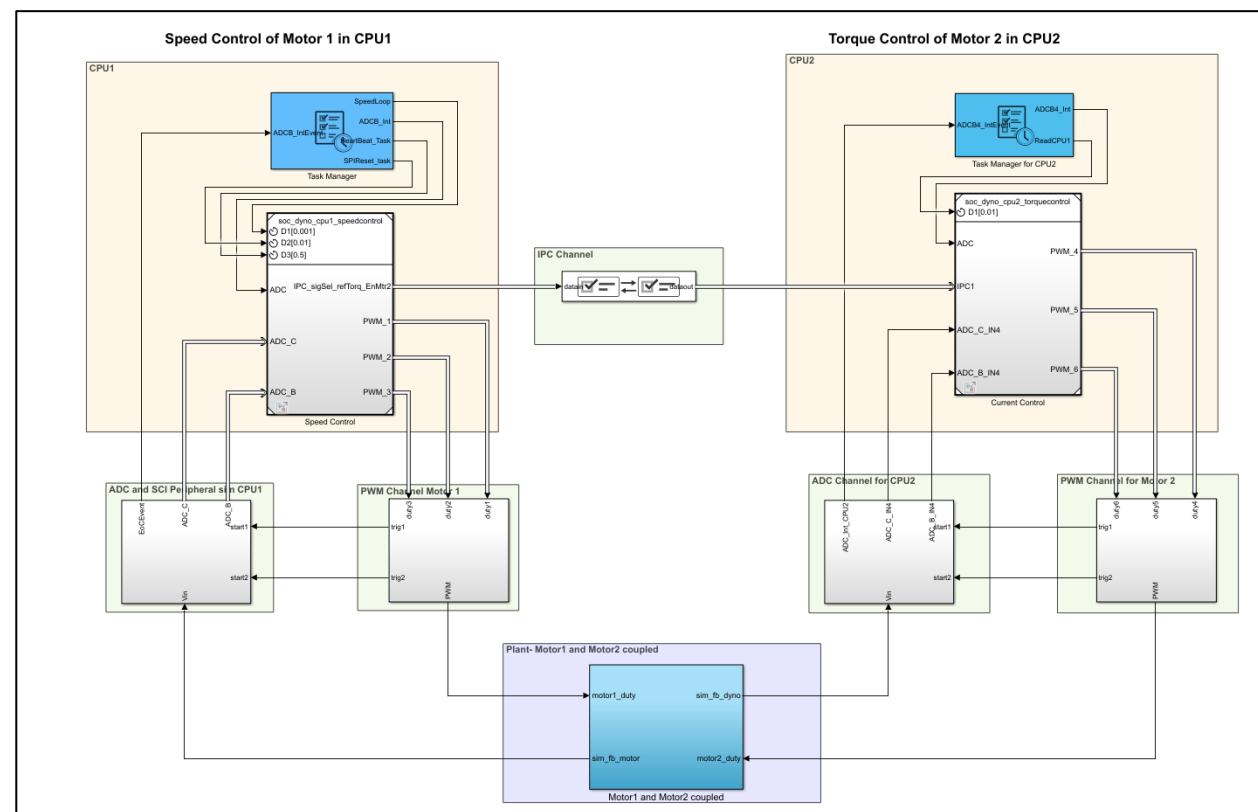 Speed Control of Motor 1 in CPU1
Torque Control of Motor 2 in CPU2
CPU1
SpeedLoop
ADCB_IntEvent
ADCB_Int
HeartBeat_Task
SPIReset_task
Task Manager
soc_dyno_cpu1_speedcontrol
D1[0.001]
D2[0.01]
D3[0.5]
ADC
IPC_sigSel_refTorq_EnMtr2
PWM_1
ADC_C
PWM_2
ADC_B
PWM_3
Speed Control
IPC Channel
datain
dataout
CPU2
ADCB4_Int
ADCB4_IntEvent
ReadCPU1
Task Manager for CPU2
soc_dyno_cpu2_torquecontrol
D1[0.01]
ADC
PWM_4
IPC1
PWM_5
ADC_C_IN4
ADC_B_IN4
PWM_6
Current Control
ADC and SCI Peripheral sim CPU1
EoCEvent
ADC_C
ADC_B
start1
start2
Vin
PWM Channel Motor 1
duty3
duty2
duty1
trig1
trig2
PWM
ADC Channel for CPU2
ADC_Int_CPU2
ADC_C_IN4
ADC_B_IN4
start1
start2
Vin
PWM Channel for Motor 2
duty6
duty5
duty4
trig1
trig2
PWM
Plant- Motor1 and Motor2 coupled
motor1_duty
sim_fb_dyno
sim_fb_motor
motor2_duty
Motor1 and Motor2 coupled